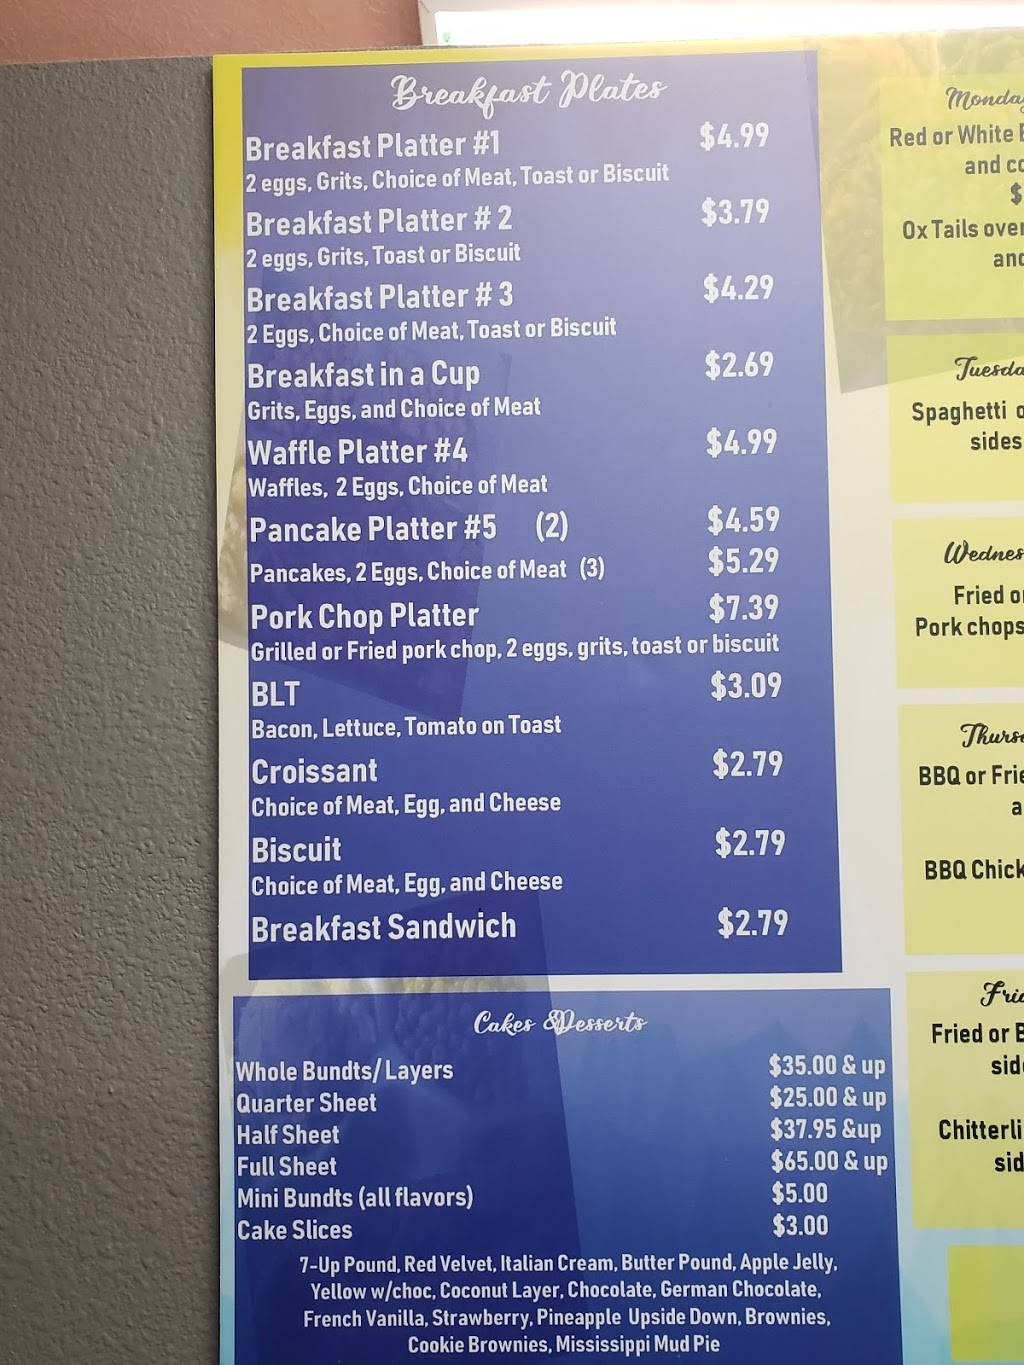 Breakfast Plates
Breakfast Platter #1 $4.99
2 eggs, Grits, Choice of Meat, Toast or Biscuit
Breakfast Platter # 2 $3.79
2 eggs, Grits, Toast or Biscuit
Breakfast Platter # 3 $4.29
2 Eggs, Choice of Meat, Toast or Biscuit
Breakfast in a Cup $2.69
Grits, Eggs, and Choice of Meat
Waffle Platter #4 $4.99
Waffles, 2 Eggs, Choice of Meat
Pancake Platter #5 (2) $4.59
Pancakes, 2 Eggs, Choice of Meat (3) $5.29
Pork Chop Platter $7.39
Grilled or Fried pork chop, 2 eggs, grits, toast or biscuit
BLT $3.09
Bacon, Lettuce, Tomato on Toast
Croissant $2.79
Choice of Meat, Egg, and Cheese
Biscuit $2.79
Choice of Meat, Egg, and Cheese
Breakfast Sandwich $2.79
Cakes & Desserts
Whole Bundts/Layers $35.00 & up
Quarter Sheet $25.00 & up
Half Sheet $37.95 &up
Full Sheet $65.00 & up
Mini Bundts (all flavors) $5.00
Cake Slices $3.00
7-Up Pound, Red Velvet, Italian Cream, Butter Pound, Apple Jelly,
Yellow w/choc, Coconut Layer, Chocolate, German Chocolate,
French Vanilla, Strawberry, Pineapple Upside Down, Brownies,
Cookie Brownies, Mississippi Mud Pie
Monday
Red or White
and
$
Ox Tails over
and
Tuesda
Spaghetti
sides
Wednes
Fried or
Pork chops
Thurs
BBQ or Frie
a
BBQ Chick
Frid
Fried or B
side
Chitterli
sid